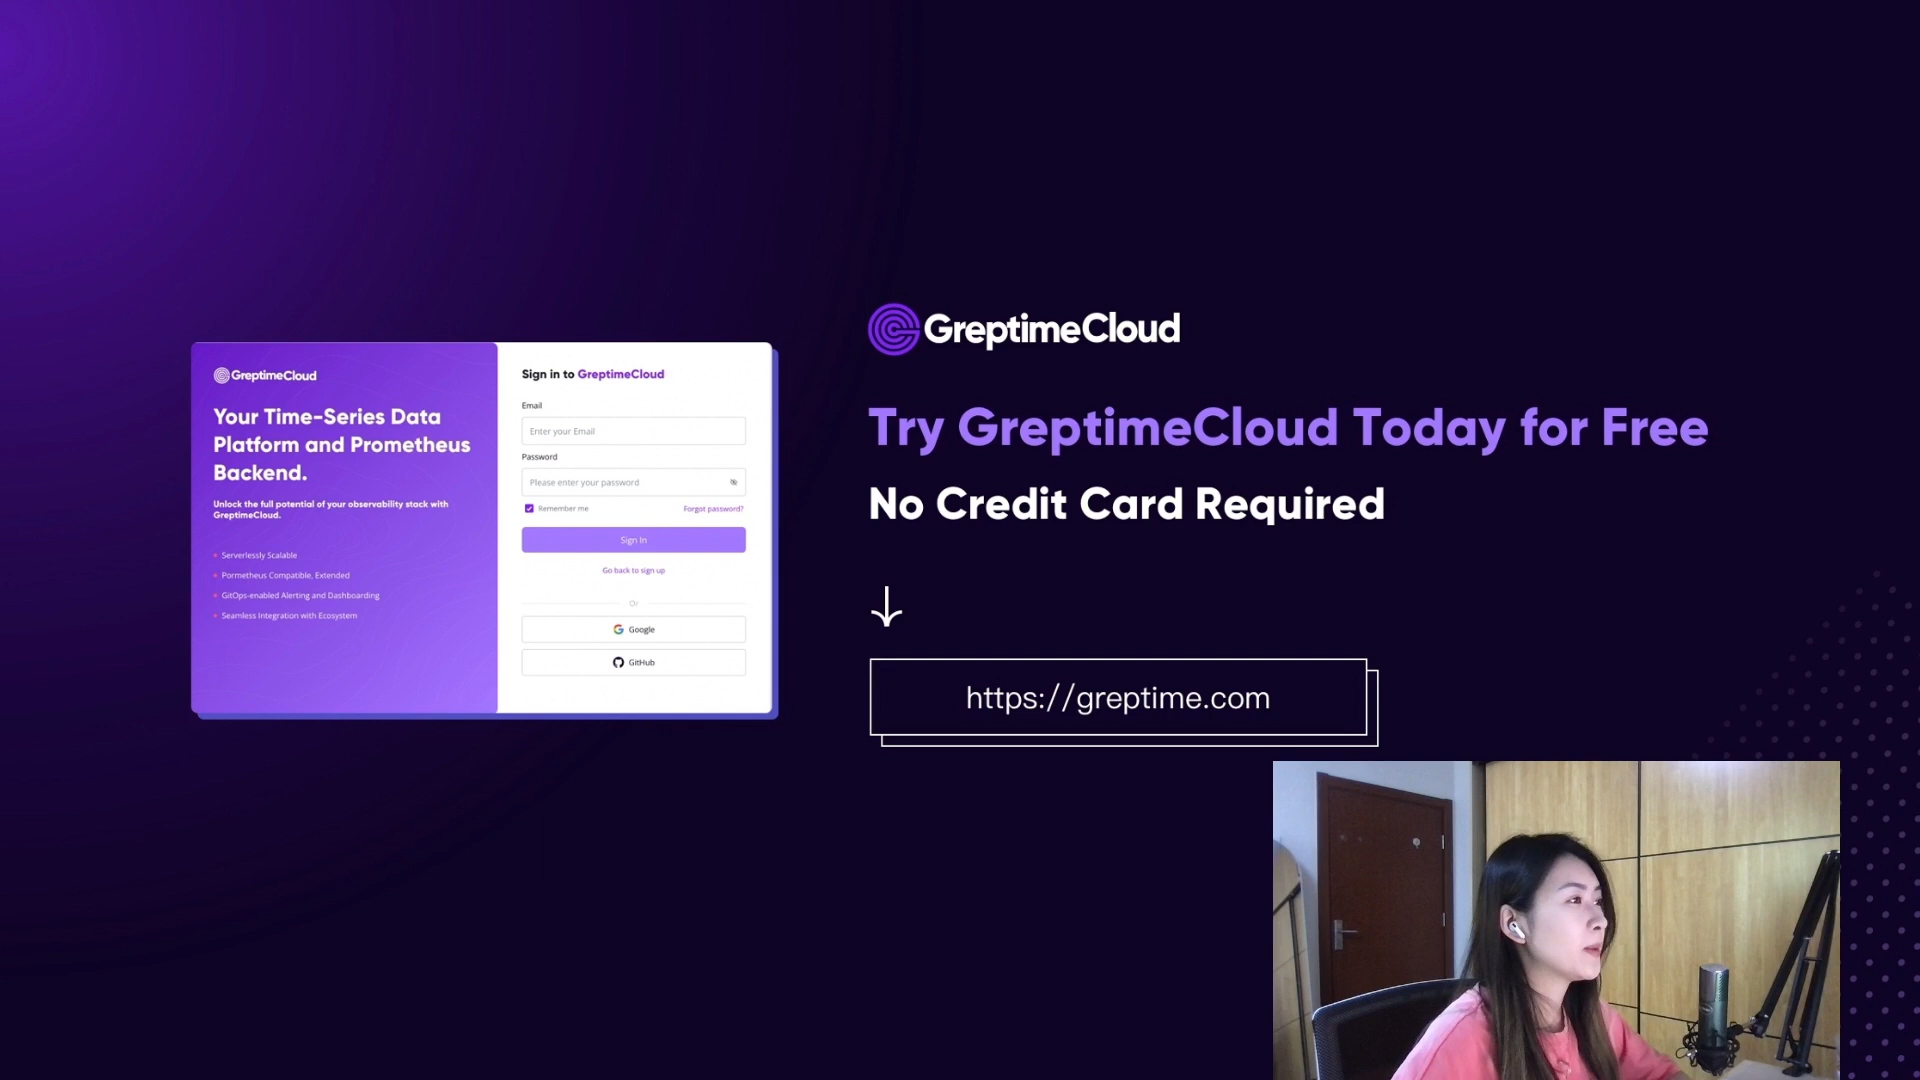 GreptimeCloud
Your Time-Series Data
Platform and Prometheus
Backend.
Unlock the full potential of your observability stack with
GreptimeCloud.
Serverlessly Scalable
Pormetheus Compatible, Extended
GitOps-enabled Alerting and Dashboarding
Seamless Integration with Ecosystem
Sign in to GreptimeCloud
Email
Enter your Email
Password
Please enter your password
Remember me
Forgot password?
Sign In
Go back to sign up
Or
Google
GitHub
GreptimeCloud
Try GreptimeCloud Today for Free
No Credit Card Required
https://greptime.com